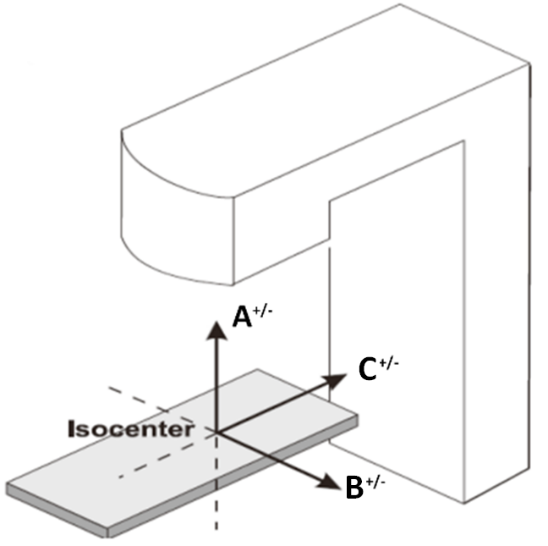 A+/-
C+/-
Isocenter
B+/-